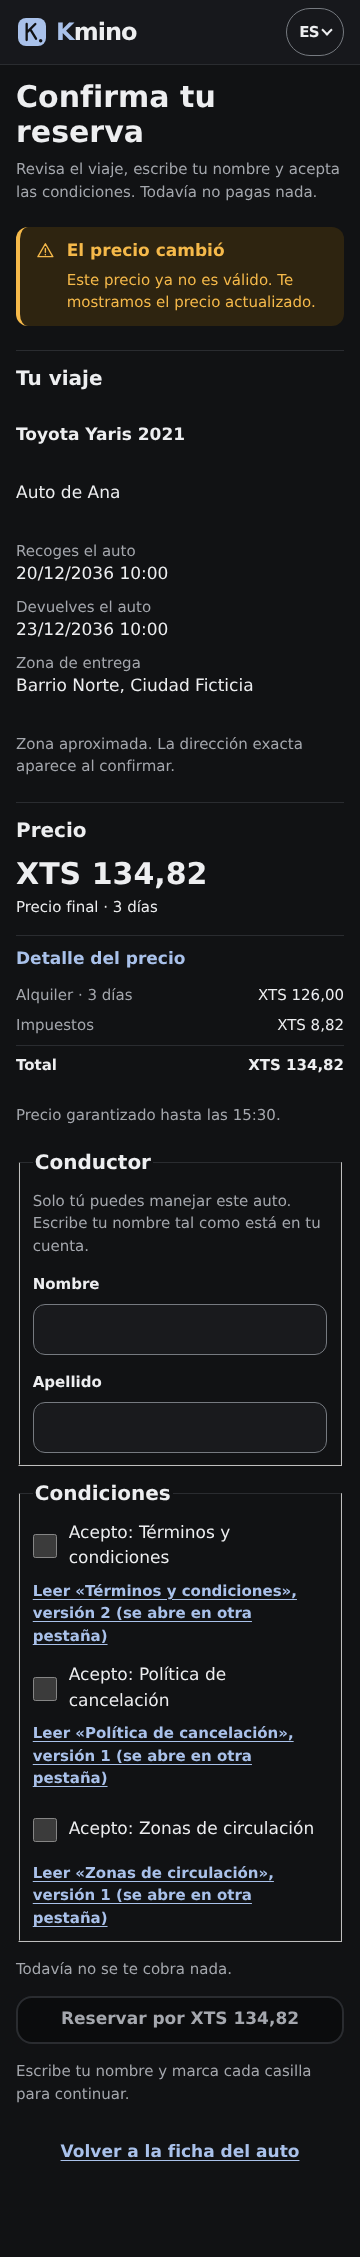 K. Kmino
ES
Confirma tu
reserva
Revisa el viaje, escribe tu nombre y acepta
las condiciones. Todavía no pagas nada.
El precio cambió
Este precio ya no es válido. Te
mostramos el precio actualizado.
Tu viaje
Toyota Yaris 2021
Auto de Ana
Recoges el auto
20/12/2036 10:00
Devuelves el auto
23/12/2036 10:00
Zona de entrega
Barrio Norte, Ciudad Ficticia
Zona aproximada. La dirección exacta
aparece al confirmar.
Precio
XTS 134,82
Precio final · 3 días
Detalle del precio
Alquiler · 3 días XTS 126,00
Impuestos XTS 8,82
Total XTS 134,82
Precio garantizado hasta las 15:30.
Conductor
Solo tú puedes manejar este auto.
Escribe tu nombre tal como está en tu
cuenta.
Nombre
Apellido
Condiciones
Acepto: Términos y
condiciones
Leer «Términos y condiciones»,
versión 2 (se abre en otra
pestaña)
Acepto: Política de
cancelación
Leer «Política de cancelación»,
versión 1 (se abre en otra
pestaña)
Acepto: Zonas de circulación
Leer «Zonas de circulación»,
versión 1 (se abre en otra
pestaña)
Todavía no se te cobra nada.
Reservar por XTS 134,82
Escribe tu nombre y marca cada casilla
para continuar.
Volver a la ficha del auto